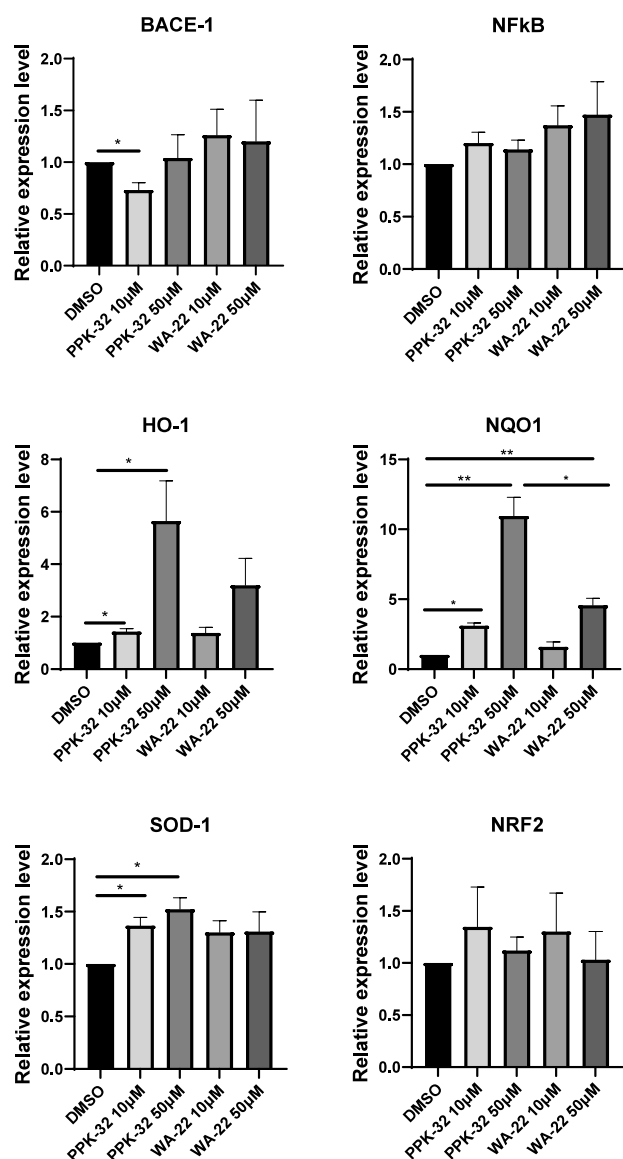 BACE-1
Relative expression level
2.0
1.5
1.0
0.5
0.0
*
DMSO
PPK-32 10μM
PPK-32 50μM
WA-22 10μM
WA-22 50μM
NFkB
Relative expression level
2.0
1.5
1.0
0.5
0.0
DMSO
PPK-32 10μM
PPK-32 50μM
WA-22 10μM
WA-22 50μM
HO-1
Relative expression level
8
6
4
2
0
*
*
DMSO
PPK-32 10μM
PPK-32 50μM
WA-22 10μM
WA-22 50μM
NQO1
Relative expression level
15
10
5
0
**
**
*
*
DMSO
PPK-32 10μM
PPK-32 50μM
WA-22 10μM
WA-22 50μM
SOD-1
Relative expression level
2.0
1.5
1.0
0.5
0.0
*
*
DMSO
PPK-32 10μM
PPK-32 50μM
WA-22 10μM
WA-22 50μM
NRF2
Relative expression level
2.0
1.5
1.0
0.5
0.0
DMSO
PPK-32 10μM
PPK-32 50μM
WA-22 10μM
WA-22 50μM